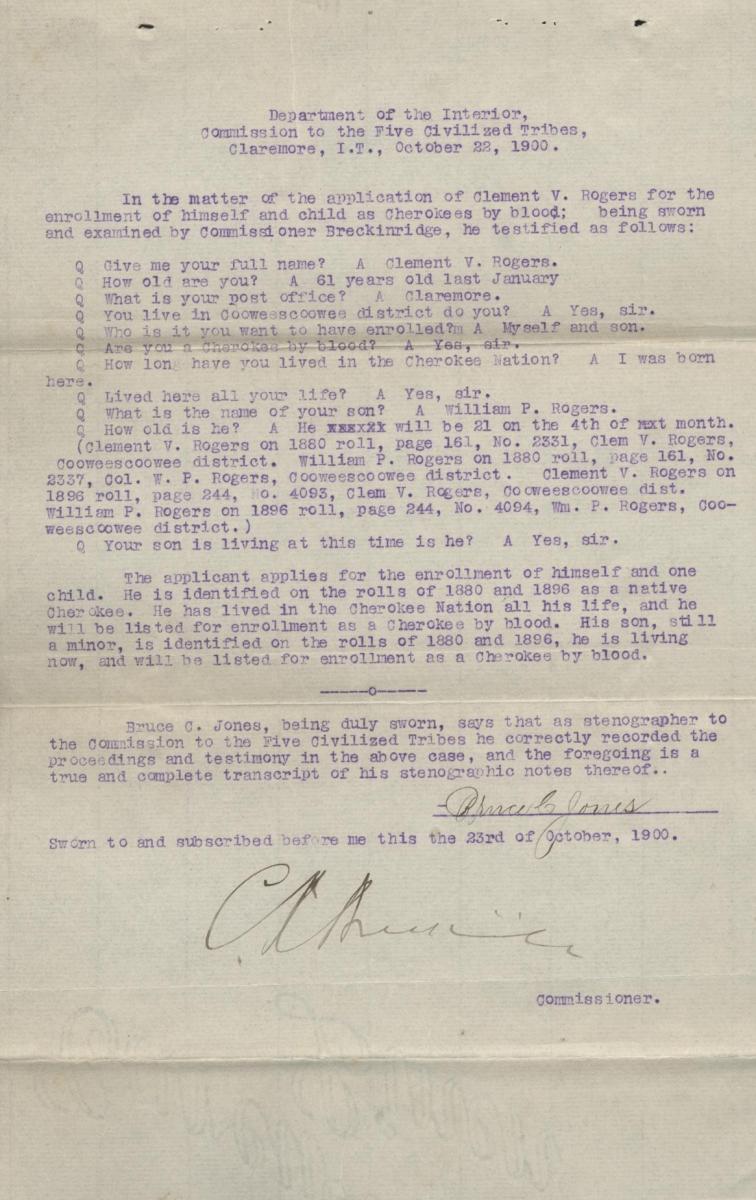 Department of the Interior,
Commission to the Five Civilized Tribes,
Claremore, I.T., October 22, 1900.
In the matter of the application of Clement V. Rogers for the
enrollment of himself and child as Cherokees by blood; being sworn
and examined by Commissioner Breckinridge, he testified as follows:
Q Give me your full name? A Clement V. Rogers.
Q How old are you? A 61 years old last January
Q What is your post office? A Claremore.
Q You live in Cooweescoowee district do you? A Yes, sir.
Q Who is it you want to have enrolled?m A Myself and son.
Q Are you a Cherokee by blood? A Yes, sir.
Q How long have you lived in the Cherokee Nation? A I was born
here.
Q Lived here all your life? A Yes, sir.
Q What is the name of your son? A William P. Rogers.
Q How old is he? A He will be 21 on the 4th of next month.
(Clement V. Rogers on 1880 roll, page 161, No. 2331, Clem V. Rogers,
Cooweescoowee district. William P. Rogers on 1880 roll, page 161, No.
2337, Col. W. P. Rogers, Cooweescoowee district. Clement V. Rogers on
1896 roll, page 244, No. 4093, Clem V. Rogers, Cooweescoowee dist.
William P. Rogers on 1896 roll, page 244, No. 4094, Wm. P. Rogers, Coo-
weescoowee district.)
Q Your son is living at this time is he? A Yes, sir.
The applicant applies for the enrollment of himself and one
child. He is identified on the rolls of 1880 and 1896 as a native
Cherokee. He has lived in the Cherokee Nation all his life, and he
will be listed for enrollment as a Cherokee by blood. His son, still
a minor, is identified on the rolls of 1880 and 1896, he is living
now, and will be listed for enrollment as a Cherokee by blood.
-----o-----
Bruce C. Jones, being duly sworn, says that as stenographer to
the Commission to the Five Civilized Tribes he correctly recorded the
proceedings and testimony in the above case, and the foregoing is a
true and complete transcript of his stenographic notes thereof..
Bruce C Jones
Sworn to and subscribed before me this the 23rd of October, 1900.
Commissioner.